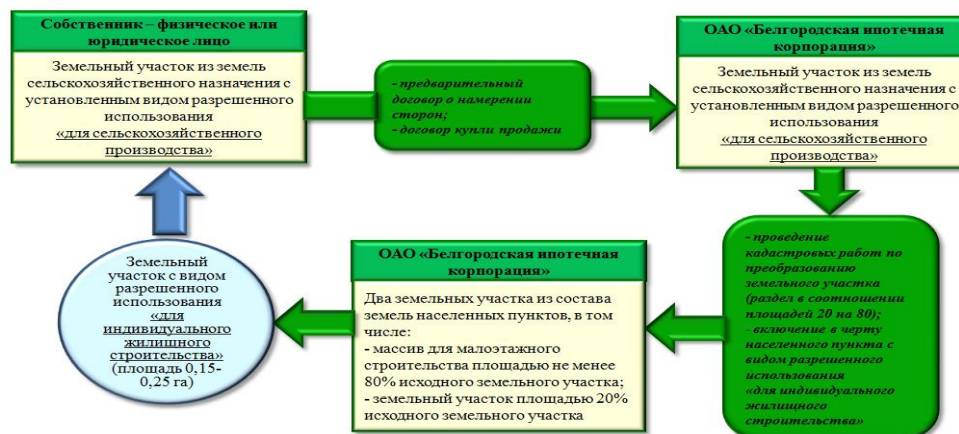 Собственник – физическое или
юридическое лицо
Земельный участок из земель
сельскохозяйственного назначения с
установленным видом разрешенного
использования
«для сельскохозяйственного
производства»
- предварительный
договор о намерении
сторон;
- договор купли продажи
ОАО «Белгородская ипотечная
корпорация»
Земельный участок из земель
сельскохозяйственного назначения с
установленным видом разрешенного
использования
«для сельскохозяйственного
производства»
- проведение
кадастровых работ по
преобразованию
земельного участка
(раздел в соотношении
площадей 20 на 80);
- включение в черту
населенного пункта с
видом разрешенного
использования
«для индивидуального
жилищного
строительства»
ОАО «Белгородская ипотечная
корпорация»
Два земельных участка из состава
земель населенных пунктов, в том
числе:
- массив для малоэтажного
строительства площадью не менее
80% исходного земельного участка;
- земельный участок площадью 20%
исходного земельного участка
Земельный
участок с видом
разрешенного
использования
«для
индивидуального
жилищного
строительства»
(площадь 0,15-
0,25 га)